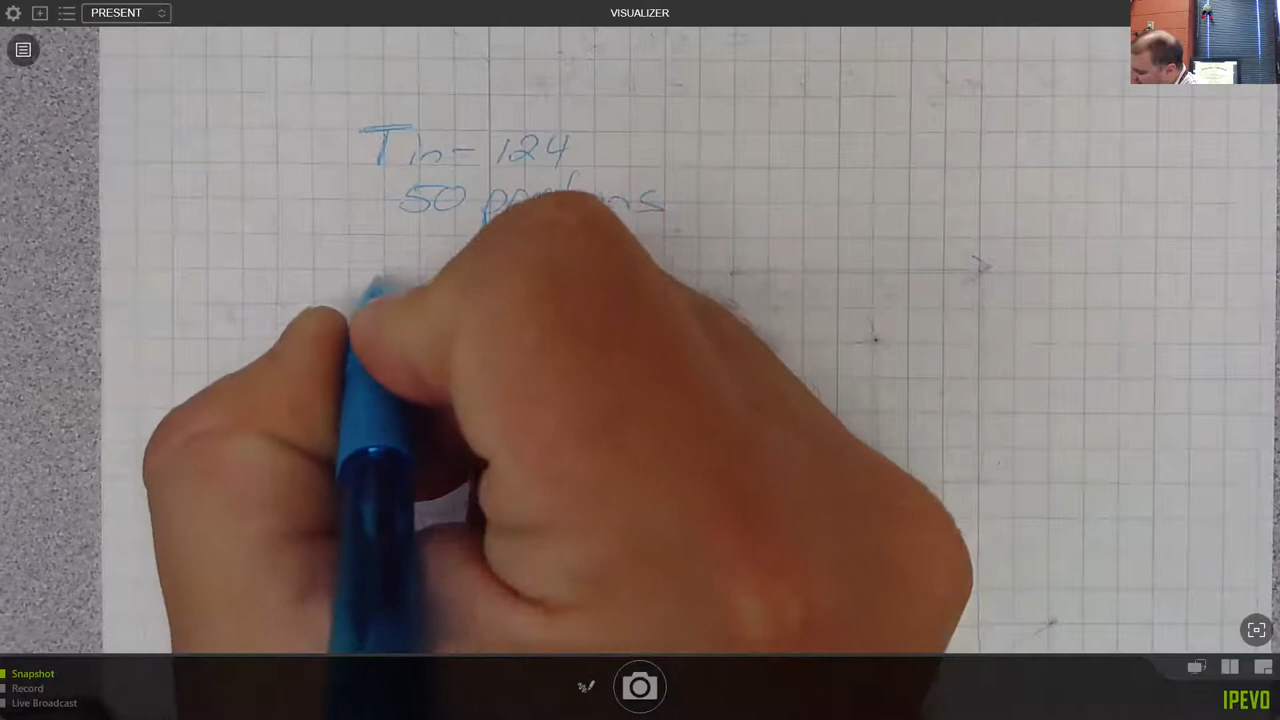 PRESENT
VISUALIZER
Tin - 124
50
Snapshot
Record
Live Broadcast
IPEVO